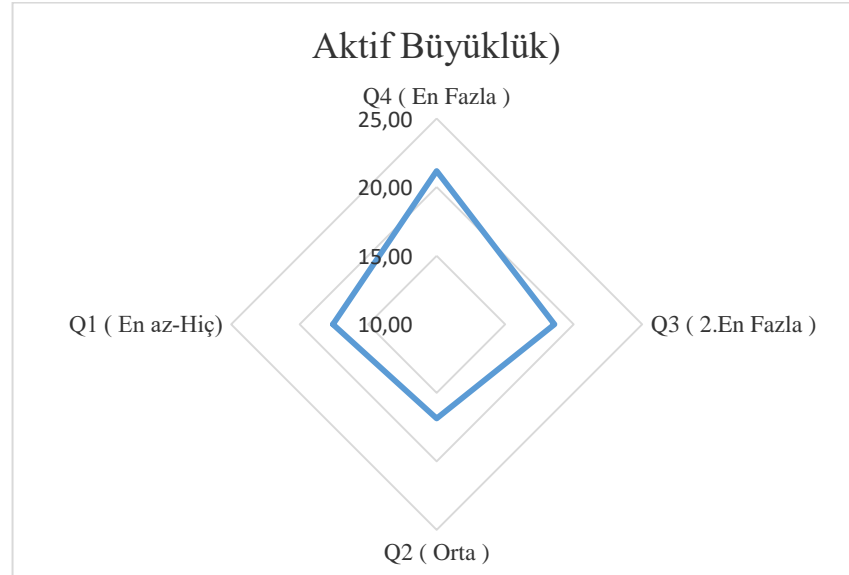 Aktif Büyüklük)
Q4 ( En Fazla )
25,00
20,00
15,00
10,00
Q1 ( En az-Hiç)
Q3 ( 2.En Fazla )
Q2 ( Orta )